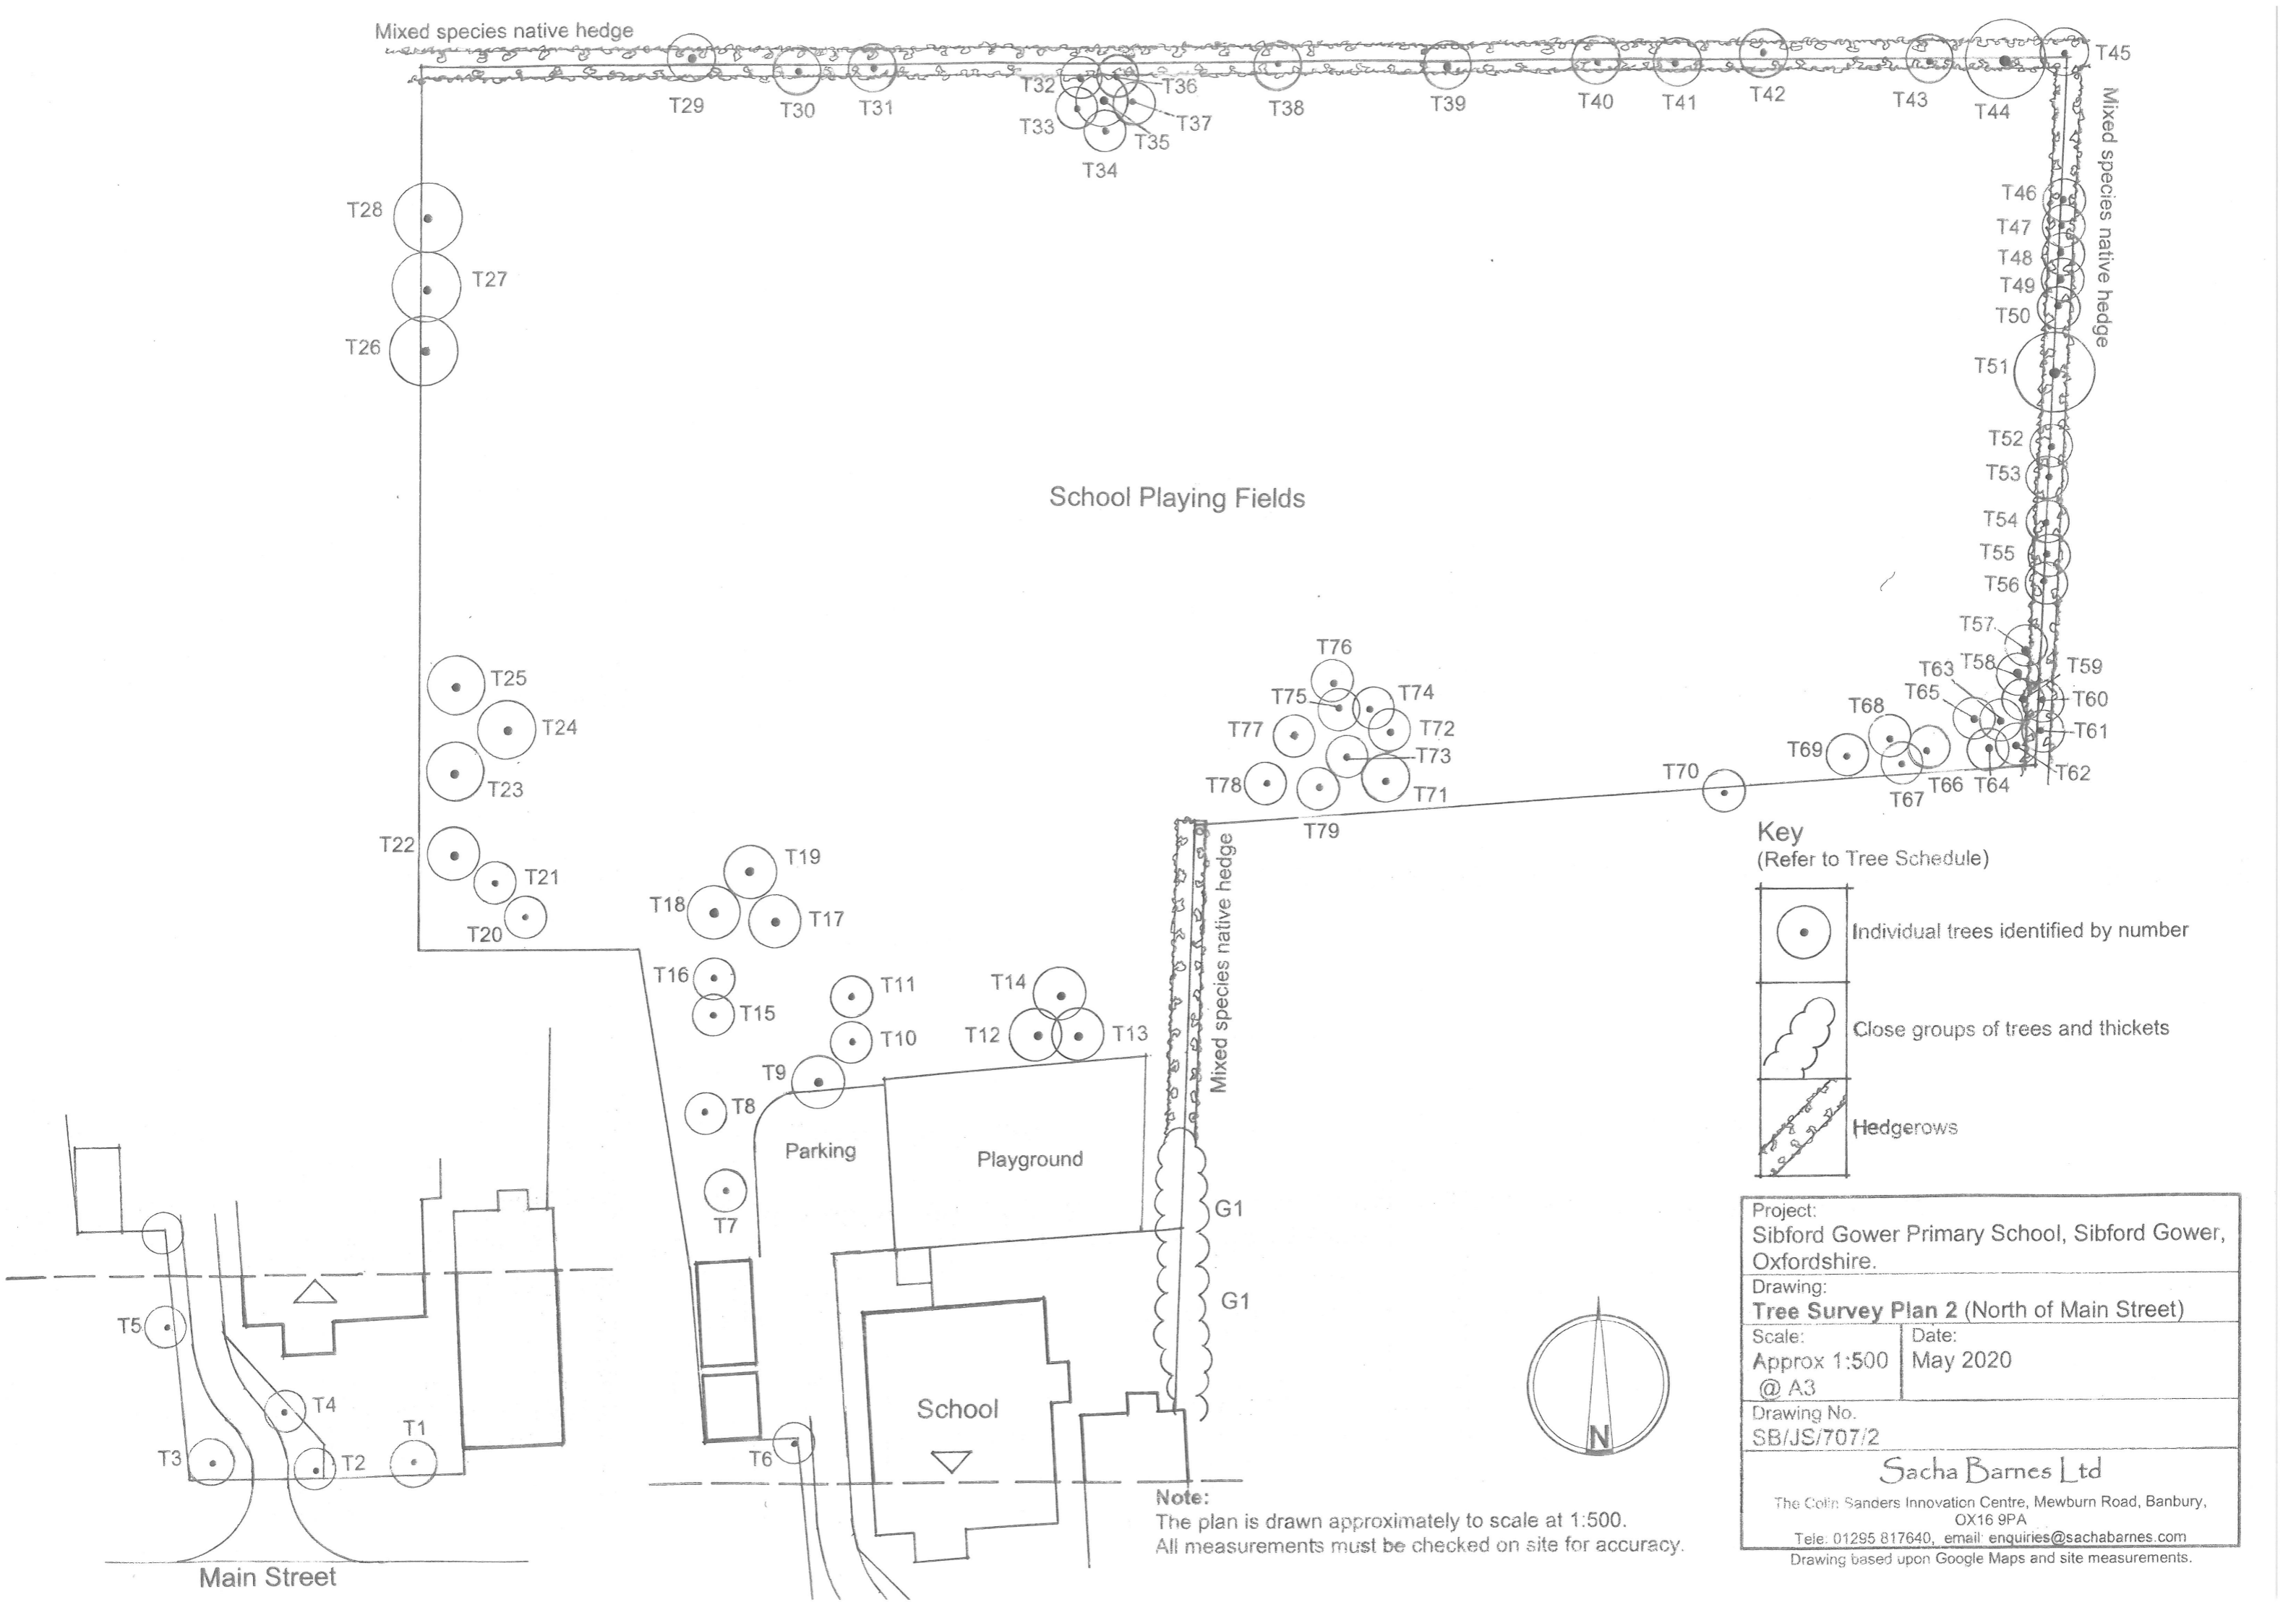 Mixed species native hedge
T29
T30
T31
T32
T33
T34
T35
T36
T37
T38
T39
T40
T41
T42
T43
T44
T45
Mixed species native hedge
T46
T47
T48
T49
T50
T51
T52
T53
T54
T55
T56
T57
T58
T59
T60
T61
T62
T63
T64
T65
T66
T67
T68
T69
T70
T28
T27
T26
School Playing Fields
T25
T24
T23
T22
T21
T20
T76
T75
T74
T77
T72
T73
T78
T71
T79
T19
T18
T17
T16
T15
T11
T10
T9
T8
T7
T14
T12
T13
Mixed species native hedge
Parking
Playground
G1
G1
School
T6
T5
T4
T3
T2
T1
Main Street
Key
(Refer to Tree Schedule)
Individual trees identified by number
Close groups of trees and thickets
Hedgerows
N
Note:
The plan is drawn approximately to scale at 1:500.
All measurements must be checked on site for accuracy.
Project:
Sibford Gower Primary School, Sibford Gower,
Oxfordshire.
Drawing:
Tree Survey Plan 2 (North of Main Street)
Scale:
Approx 1:500
@ A3
Date:
May 2020
Drawing No.
SB/JS/707/2
Sacha Barnes Ltd
The Colin Sanders Innovation Centre, Mewburn Road, Banbury,
OX16 9PA
Tele: 01295 817640, email: enquiries@sachabarnes.com
Drawing based upon Google Maps and site measurements.